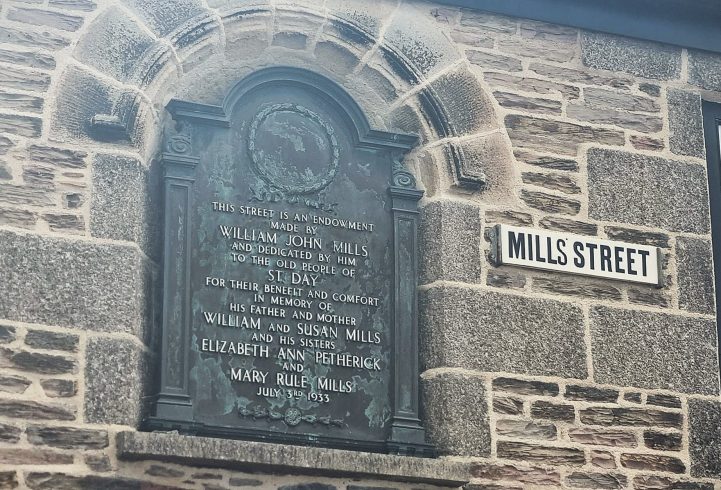 THIS STREET IS AN ENDOWMENT
MADE BY
WILLIAM JOHN MILLS
AND DEDICATED BY HIM
TO THE OLD PEOPLE OF
ST. DAY
FOR THEIR BENEFIT AND COMFORT
IN MEMORY OF
HIS FATHER AND MOTHER
WILLIAM AND SUSAN MILLS
AND HIS SISTERS
ELIZABETH ANN PETHERICK
AND
MARY RULE MILLS
JULY 3RD 1933
MILLS STREET